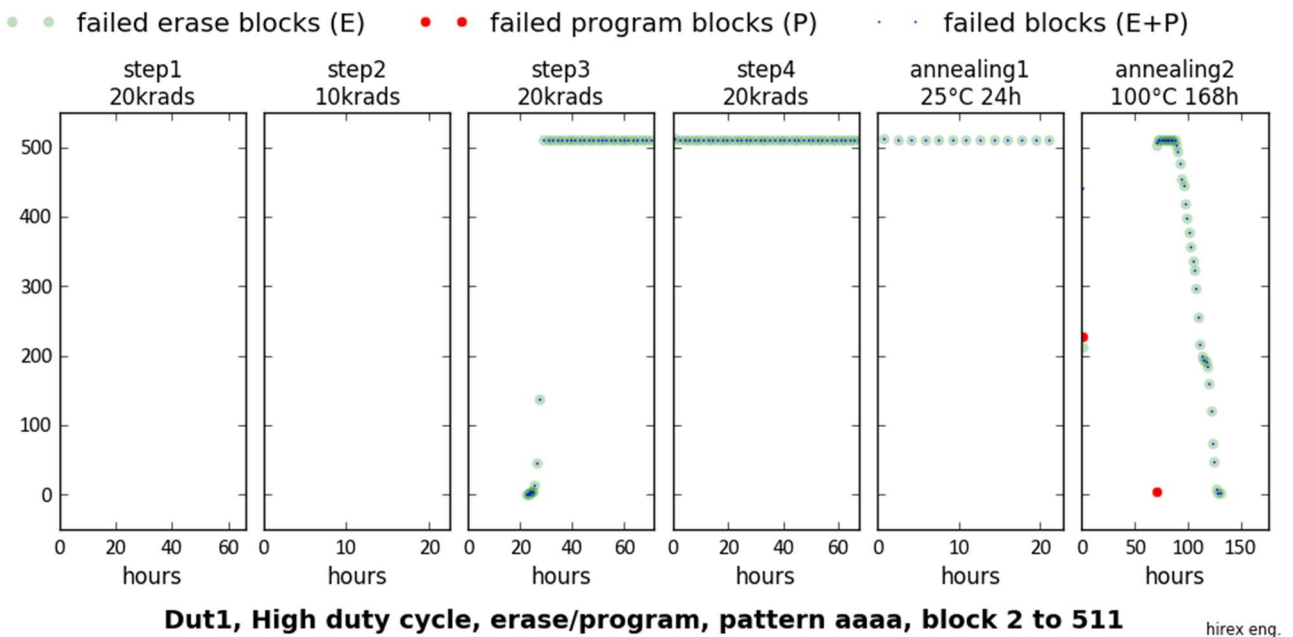 failed erase blocks (E) failed program blocks (P) failed blocks (E+P)
step1 step2 step3 step4 annealing1 annealing2
20krads 10krads 20krads 20krads 25°C 24h 100°C 168h
500
400
300
200
100
0
0 20 40 60 0 10 20 0 20 40 60 0 20 40 60 0 10 20 0 50 100 150
hours hours hours hours hours hours
Dut1, High duty cycle, erase/program, pattern aaaa, block 2 to 511
hirex eng.